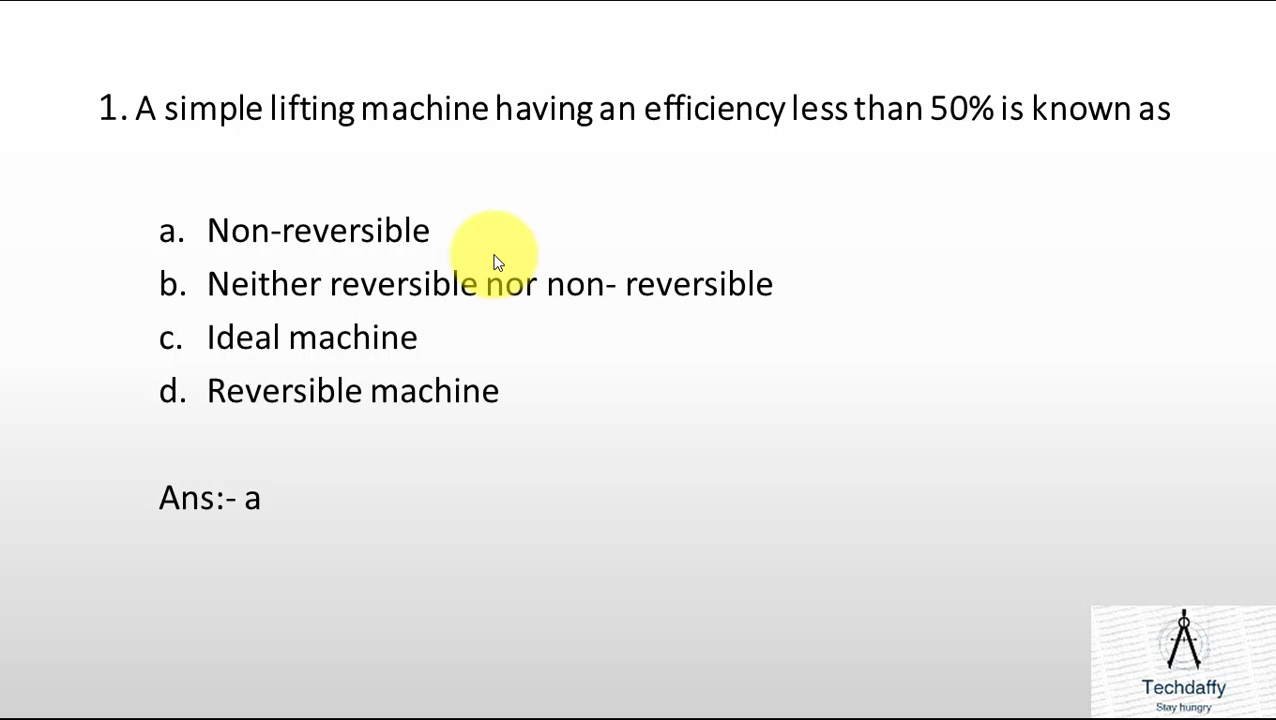 1. A simple lifting machine having an efficiency less than 50% is known as
a. Non-reversible
b. Neither reversible nor non- reversible
c. Ideal machine
d. Reversible machine
Ans:- a
Techdaffy
Stay hungry